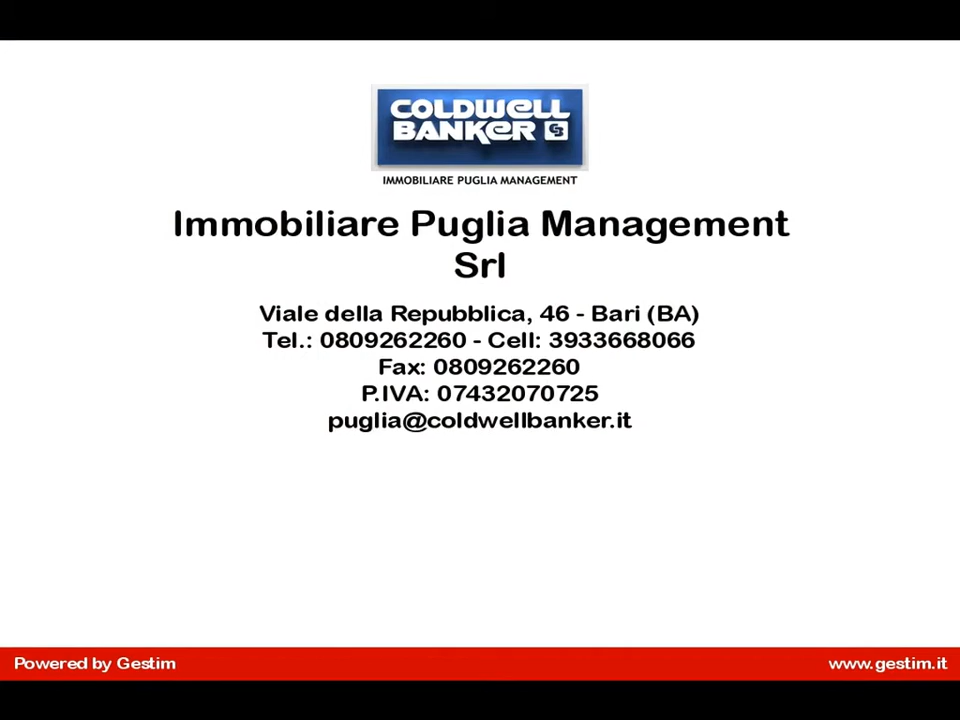 COLDWELL
BANKER CB
IMMOBILIARE PUGLIA MANAGEMENT
Immobiliare Puglia Management
Srl
Viale della Repubblica, 46 - Bari (BA)
Tel.: 0809262260 - Cell: 3933668066
Fax: 0809262260
P.IVA: 07432070725
puglia@coldwellbanker.it
Powered by Gestim
www.gestim.it